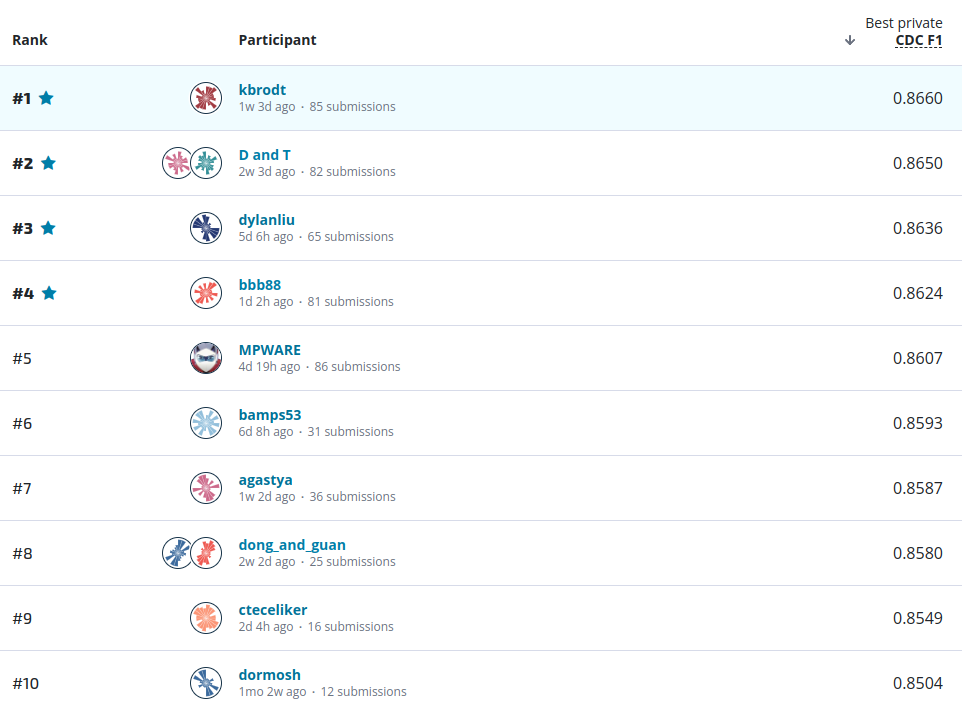 Rank Participant Best private
CDC F1
#1 kbrodt 0.8660
1w 3d ago · 85 submissions
#2 D and T 0.8650
2w 3d ago · 82 submissions
#3 dylanliu 0.8636
5d 6h ago · 65 submissions
#4 bbb88 0.8624
1d 2h ago · 81 submissions
#5 MPWARE 0.8607
4d 19h ago · 86 submissions
#6 bamps53 0.8593
6d 8h ago · 31 submissions
#7 agastya 0.8587
1w 2d ago · 36 submissions
#8 dong_and_guan 0.8580
2w 2d ago · 25 submissions
#9 cteceliker 0.8549
2d 4h ago · 16 submissions
#10 dormosh 0.8504
1mo 2w ago · 12 submissions